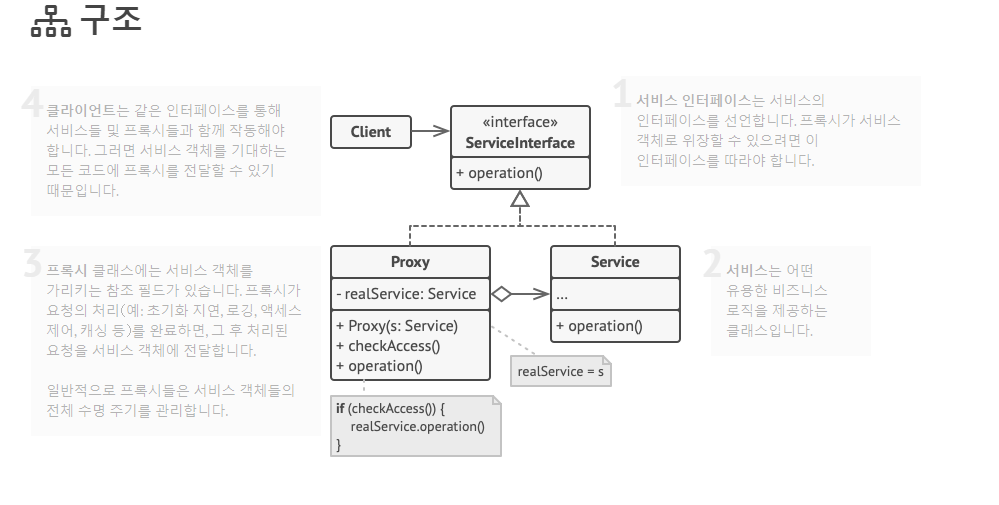 구조
4
클라이언트는 같은 인터페이스를 통해
서비스들 및 프록시들과 함께 작동해야
합니다. 그러면 서비스 객체를 기대하는
모든 코드에 프록시를 전달할 수 있기
때문입니다.
Client
«interface»
ServiceInterface
+ operation()
1
서비스 인터페이스는 서비스의
인터페이스를 선언합니다. 프록시가 서비스
객체로 위장할 수 있으려면 이
인터페이스를 따라야 합니다.
3
프록시 클래스에는 서비스 객체를
가리키는 참조 필드가 있습니다. 프록시가
요청의 처리(예: 초기화 지연, 로깅, 액세스
제어, 캐싱 등)를 완료하면, 그 후 처리된
요청을 서비스 객체에 전달합니다.
일반적으로 프록시들은 서비스 객체들의
전체 수명 주기를 관리합니다.
Proxy
- realService: Service
+ Proxy(s: Service)
+ checkAccess()
+ operation()
Service
...
+ operation()
2
서비스는 어떤
유용한 비즈니스
로직을 제공하는
클래스입니다.
realService = s
if (checkAccess()) {
realService.operation()
}